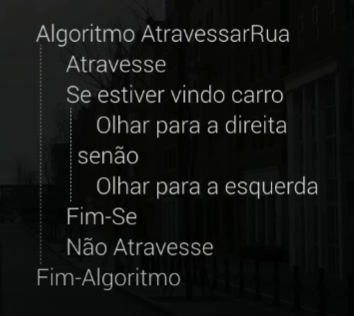 Algoritmo AtravessarRua
Atravesse
Se estiver vindo carro
Olhar para a direita
senão
Olhar para a esquerda
Fim-Se
Não Atravesse
Fim-Algoritmo